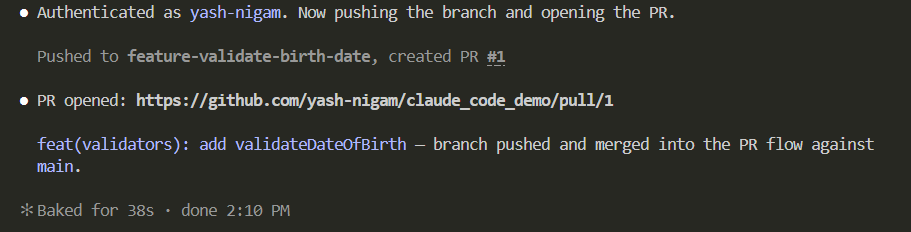 ● Authenticated as yash-nigam. Now pushing the branch and opening the PR.
Pushed to feature-validate-birth-date, created PR #1
● PR opened: https://github.com/yash-nigam/claude_code_demo/pull/1
feat(validators): add validateDateOfBirth — branch pushed and merged into the PR flow against
main.
✻ Baked for 38s · done 2:10 PM